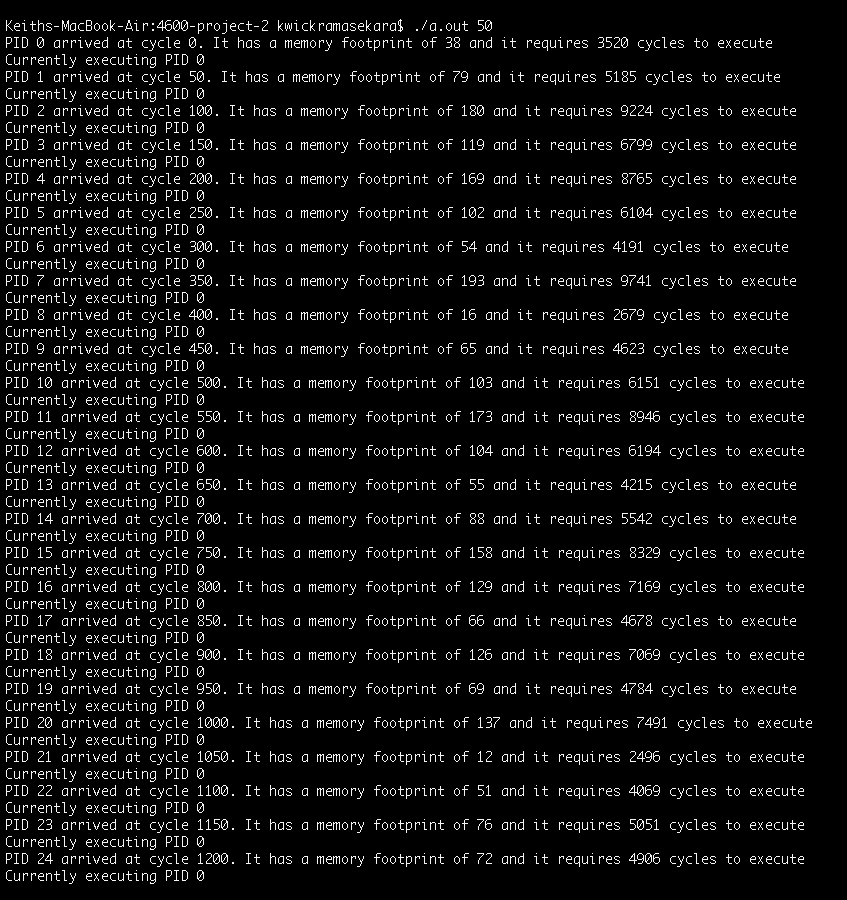 Keiths-MacBook-Air:4600-project-2 kwickramasekara$ ./a.out 50
PID 0 arrived at cycle 0. It has a memory footprint of 38 and it requires 3520 cycles to execute
Currently executing PID 0
PID 1 arrived at cycle 50. It has a memory footprint of 79 and it requires 5185 cycles to execute
Currently executing PID 0
PID 2 arrived at cycle 100. It has a memory footprint of 180 and it requires 9224 cycles to execute
Currently executing PID 0
PID 3 arrived at cycle 150. It has a memory footprint of 119 and it requires 6799 cycles to execute
Currently executing PID 0
PID 4 arrived at cycle 200. It has a memory footprint of 169 and it requires 8765 cycles to execute
Currently executing PID 0
PID 5 arrived at cycle 250. It has a memory footprint of 102 and it requires 6104 cycles to execute
Currently executing PID 0
PID 6 arrived at cycle 300. It has a memory footprint of 54 and it requires 4191 cycles to execute
Currently executing PID 0
PID 7 arrived at cycle 350. It has a memory footprint of 193 and it requires 9741 cycles to execute
Currently executing PID 0
PID 8 arrived at cycle 400. It has a memory footprint of 16 and it requires 2679 cycles to execute
Currently executing PID 0
PID 9 arrived at cycle 450. It has a memory footprint of 65 and it requires 4623 cycles to execute
Currently executing PID 0
PID 10 arrived at cycle 500. It has a memory footprint of 103 and it requires 6151 cycles to execute
Currently executing PID 0
PID 11 arrived at cycle 550. It has a memory footprint of 173 and it requires 8946 cycles to execute
Currently executing PID 0
PID 12 arrived at cycle 600. It has a memory footprint of 104 and it requires 6194 cycles to execute
Currently executing PID 0
PID 13 arrived at cycle 650. It has a memory footprint of 55 and it requires 4215 cycles to execute
Currently executing PID 0
PID 14 arrived at cycle 700. It has a memory footprint of 88 and it requires 5542 cycles to execute
Currently executing PID 0
PID 15 arrived at cycle 750. It has a memory footprint of 158 and it requires 8329 cycles to execute
Currently executing PID 0
PID 16 arrived at cycle 800. It has a memory footprint of 129 and it requires 7169 cycles to execute
Currently executing PID 0
PID 17 arrived at cycle 850. It has a memory footprint of 66 and it requires 4678 cycles to execute
Currently executing PID 0
PID 18 arrived at cycle 900. It has a memory footprint of 126 and it requires 7069 cycles to execute
Currently executing PID 0
PID 19 arrived at cycle 950. It has a memory footprint of 69 and it requires 4784 cycles to execute
Currently executing PID 0
PID 20 arrived at cycle 1000. It has a memory footprint of 137 and it requires 7491 cycles to execute
Currently executing PID 0
PID 21 arrived at cycle 1050. It has a memory footprint of 12 and it requires 2496 cycles to execute
Currently executing PID 0
PID 22 arrived at cycle 1100. It has a memory footprint of 51 and it requires 4069 cycles to execute
Currently executing PID 0
PID 23 arrived at cycle 1150. It has a memory footprint of 76 and it requires 5051 cycles to execute
Currently executing PID 0
PID 24 arrived at cycle 1200. It has a memory footprint of 72 and it requires 4906 cycles to execute
Currently executing PID 0